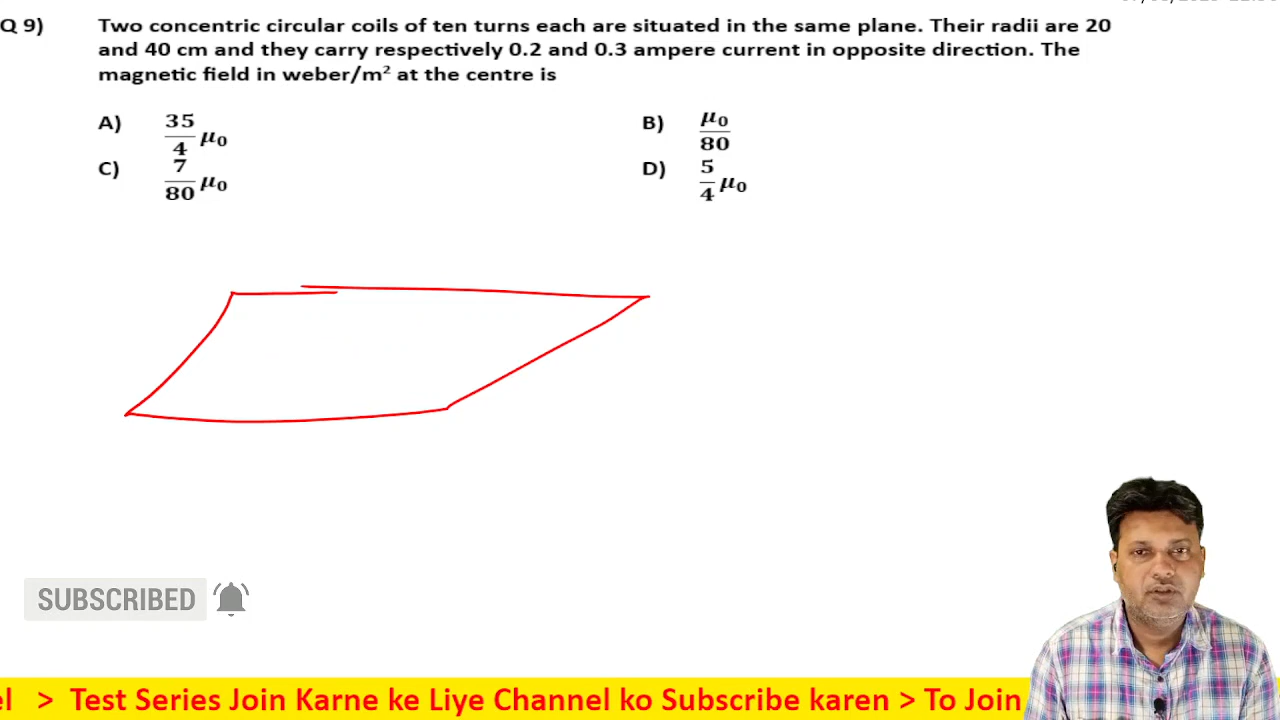 Q 9) Two concentric circular coils of ten turns each are situated in the same plane. Their radii are 20
and 40 cm and they carry respectively 0.2 and 0.3 ampere current in opposite direction. The
magnetic field in weber/m² at the centre is
A) 35/4 μ₀ B) μ₀/80
C) 7/80 μ₀ D) 5/4 μ₀
SUBSCRIBED
> Test Series Join Karne ke Liye Channel ko Subscribe karen > To Join